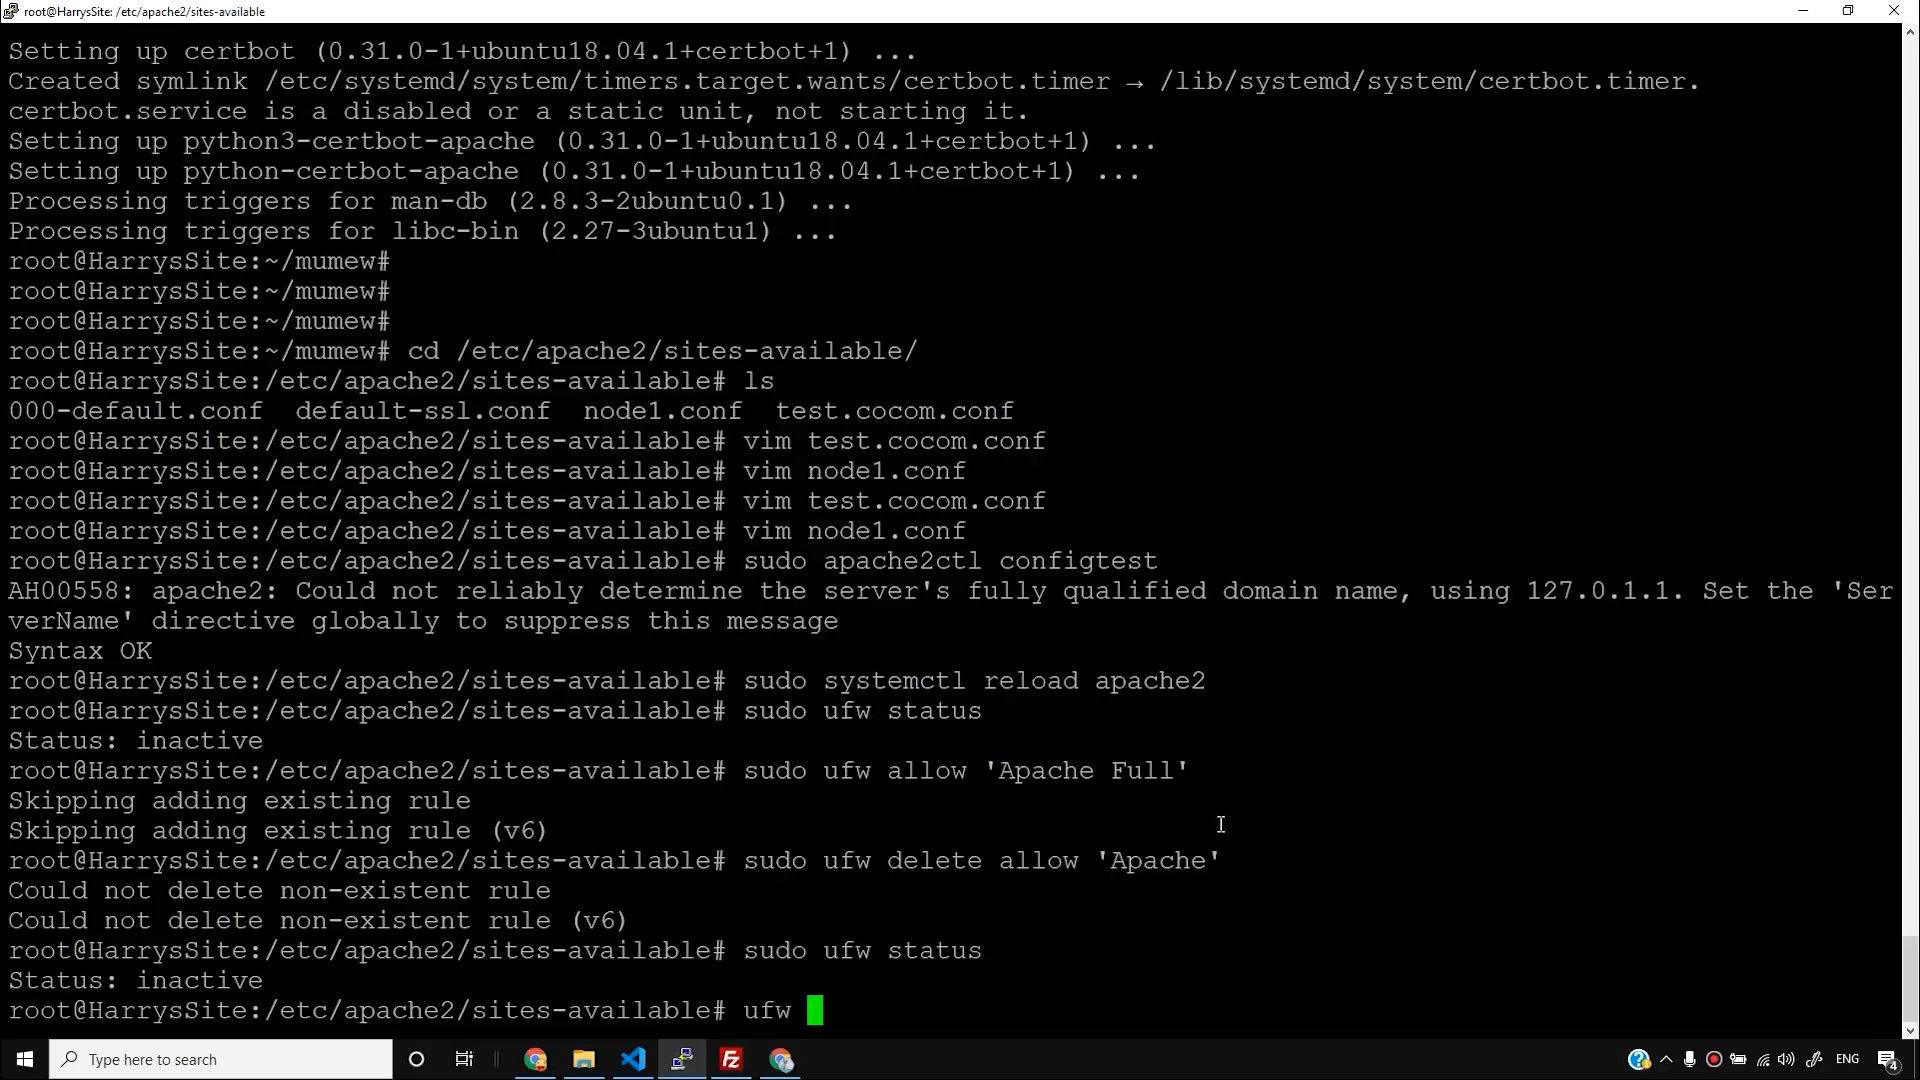 root@HarrysSite: /etc/apache2/sites-available
Setting up certbot (0.31.0-1+ubuntu18.04.1+certbot+1) ...
Created symlink /etc/systemd/system/timers.target.wants/certbot.timer → /lib/systemd/system/certbot.timer.
certbot.service is a disabled or a static unit, not starting it.
Setting up python3-certbot-apache (0.31.0-1+ubuntu18.04.1+certbot+1) ...
Setting up python-certbot-apache (0.31.0-1+ubuntu18.04.1+certbot+1) ...
Processing triggers for man-db (2.8.3-2ubuntu0.1) ...
Processing triggers for libc-bin (2.27-3ubuntu1) ...
root@HarrysSite:~/mumew#
root@HarrysSite:~/mumew#
root@HarrysSite:~/mumew#
root@HarrysSite:~/mumew# cd /etc/apache2/sites-available/
root@HarrysSite:/etc/apache2/sites-available# ls
000-default.conf  default-ssl.conf  node1.conf  test.cocom.conf
root@HarrysSite:/etc/apache2/sites-available# vim test.cocom.conf
root@HarrysSite:/etc/apache2/sites-available# vim node1.conf
root@HarrysSite:/etc/apache2/sites-available# vim test.cocom.conf
root@HarrysSite:/etc/apache2/sites-available# vim node1.conf
root@HarrysSite:/etc/apache2/sites-available# sudo apache2ctl configtest
AH00558: apache2: Could not reliably determine the server's fully qualified domain name, using 127.0.1.1. Set the 'Ser
verName' directive globally to suppress this message
Syntax OK
root@HarrysSite:/etc/apache2/sites-available# sudo systemctl reload apache2
root@HarrysSite:/etc/apache2/sites-available# sudo ufw status
Status: inactive
root@HarrysSite:/etc/apache2/sites-available# sudo ufw allow 'Apache Full'
Skipping adding existing rule
Skipping adding existing rule (v6)
root@HarrysSite:/etc/apache2/sites-available# sudo ufw delete allow 'Apache'
Could not delete non-existent rule
Could not delete non-existent rule (v6)
root@HarrysSite:/etc/apache2/sites-available# sudo ufw status
Status: inactive
root@HarrysSite:/etc/apache2/sites-available# ufw
Type here to search
Fz
ENG
4